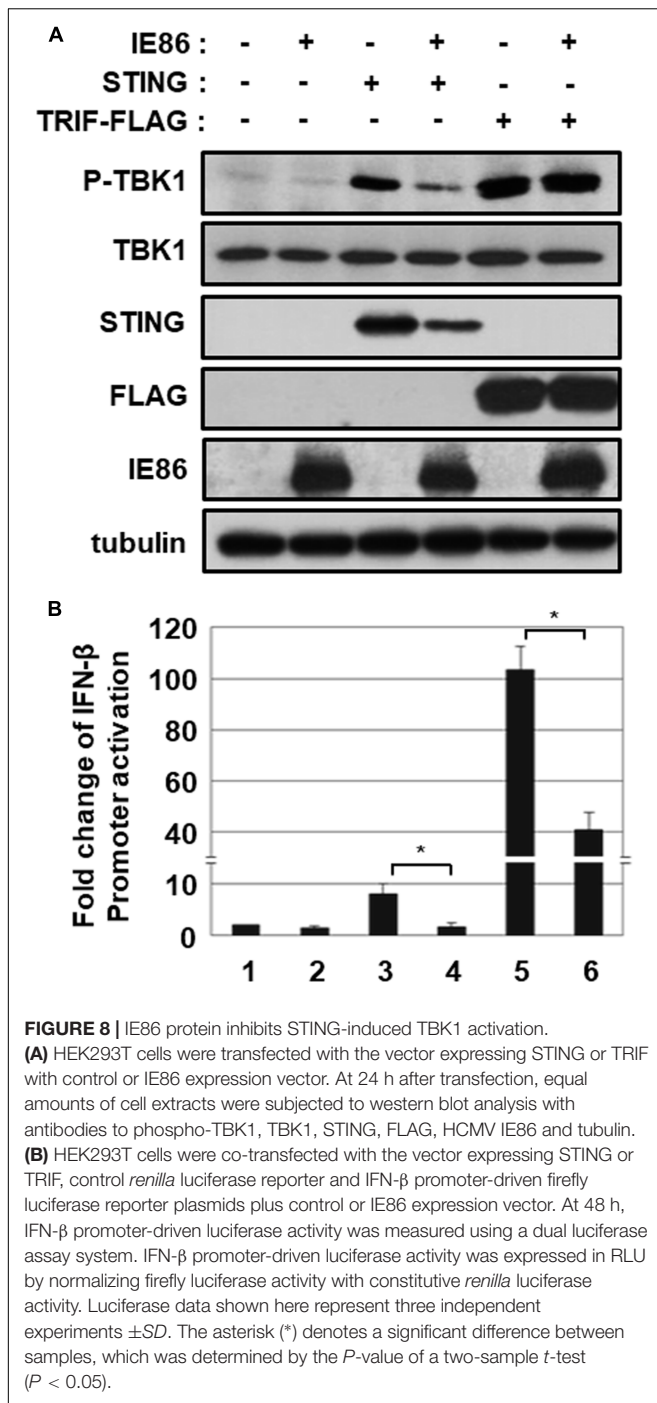 A
IE86 : - + - + - +
STING : - - + + - -
TRIF-FLAG : - - - - + +
P-TBK1
TBK1
STING
FLAG
IE86
tubulin
B
Fold change of IFN-β
Promoter activation
120
100
80
60
40
10
0
*
*
1 2 3 4 5 6
FIGURE 8 | IE86 protein inhibits STING-induced TBK1 activation.
(A) HEK293T cells were transfected with the vector expressing STING or TRIF
with control or IE86 expression vector. At 24 h after transfection, equal
amounts of cell extracts were subjected to western blot analysis with
antibodies to phospho-TBK1, TBK1, STING, FLAG, HCMV IE86 and tubulin.
(B) HEK293T cells were co-transfected with the vector expressing STING or
TRIF, control renilla luciferase reporter and IFN-β promoter-driven firefly
luciferase reporter plasmids plus control or IE86 expression vector. At 48 h,
IFN-β promoter-driven luciferase activity was measured using a dual luciferase
assay system. IFN-β promoter-driven luciferase activity was expressed in RLU
by normalizing firefly luciferase activity with constitutive renilla luciferase
activity. Luciferase data shown here represent three independent
experiments ±SD. The asterisk (*) denotes a significant difference between
samples, which was determined by the P-value of a two-sample t-test
(P < 0.05).